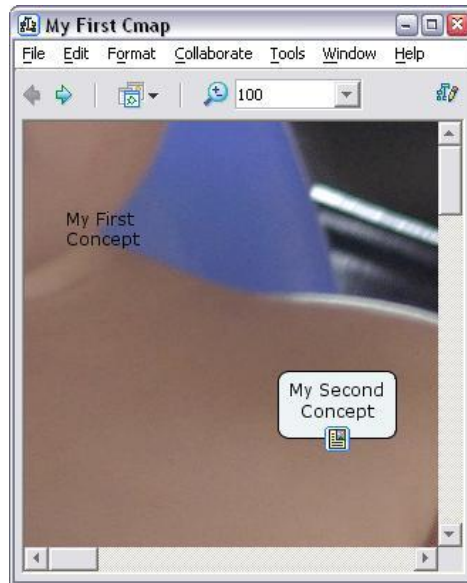 My First Cmap
File Edit Format Collaborate Tools Window Help
100
My First
Concept
My Second
Concept